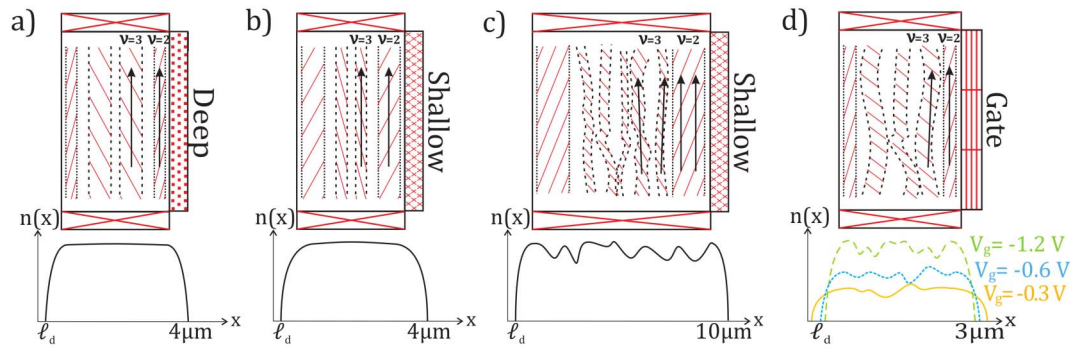 a)
ν=3 ν=2
Deep
n(x)
ℓd
4μm
x
b)
ν=3 ν=2
Shallow
n(x)
ℓd
4μm
x
c)
ν=3 ν=2
Shallow
n(x)
ℓd
10μm
x
d)
ν=3 ν=2
Gate
n(x)
Vg= -1.2 V
Vg= -0.6 V
Vg= -0.3 V
ℓd
3μm
x